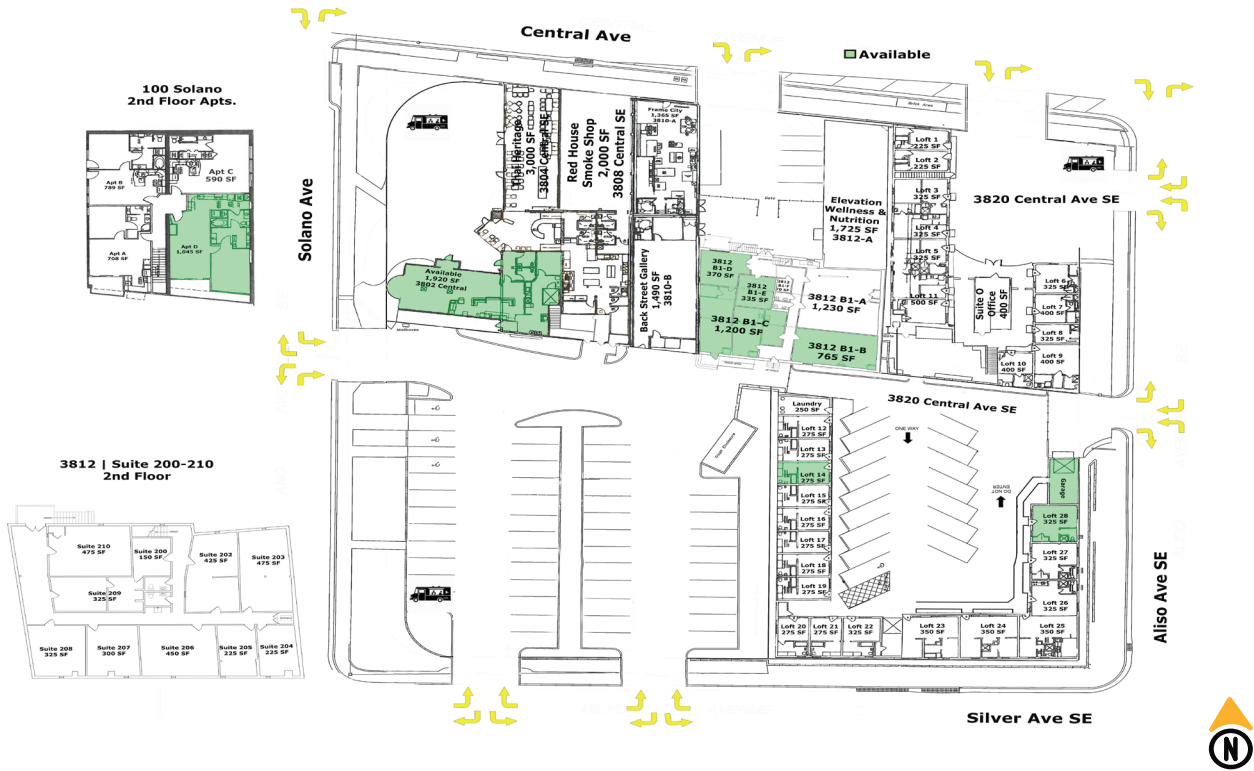 Central Ave
Available
100 Solano
2nd Floor Apts.
Apt B
789 SF
Apt C
590 SF
Apt A
708 SF
Apt D
1,045 SF
Solano Ave
Thai Heritage
3,000 SF
3804 Central SE
Red House
Smoke Shop
2,000 SF
3808 Central SE
Frame City
1,365 SF
3810-A
Back Street Gallery
1,490 SF
3810-B
Available
1,920 SF
3802 Central
Elevation
Wellness &
Nutrition
1,725 SF
3812-A
3812
B1-D
370 SF
3812
B1-E
335 SF
3812 B1-C
1,200 SF
3812 B1-A
1,230 SF
3812 B1-B
765 SF
Loft 1
225 SF
Loft 2
225 SF
Loft 3
325 SF
Loft 4
325 SF
Loft 5
325 SF
Loft 11
500 SF
3820 Central Ave SE
Suite O
Office
400 SF
Loft 6
325 SF
Loft 7
400 SF
Loft 8
325 SF
Loft 9
400 SF
Loft 10
400 SF
3820 Central Ave SE
Laundry
250 SF
Loft 12
275 SF
Loft 13
275 SF
Loft 14
275 SF
Loft 15
275 SF
Loft 16
275 SF
Loft 17
275 SF
Loft 18
275 SF
Loft 19
275 SF
Loft 20
275 SF
Loft 21
275 SF
Loft 22
325 SF
Loft 23
350 SF
Loft 24
350 SF
Loft 25
350 SF
Loft 26
325 SF
Loft 27
325 SF
Loft 28
325 SF
Garage
ONE WAY
DO NOT
ENTER
3812 | Suite 200-210
2nd Floor
Suite 210
475 SF
Suite 200
150 SF
Suite 202
425 SF
Suite 203
475 SF
Suite 209
325 SF
Suite 208
325 SF
Suite 207
300 SF
Suite 206
450 SF
Suite 205
225 SF
Suite 204
225 SF
Aliso Ave SE
Silver Ave SE
N